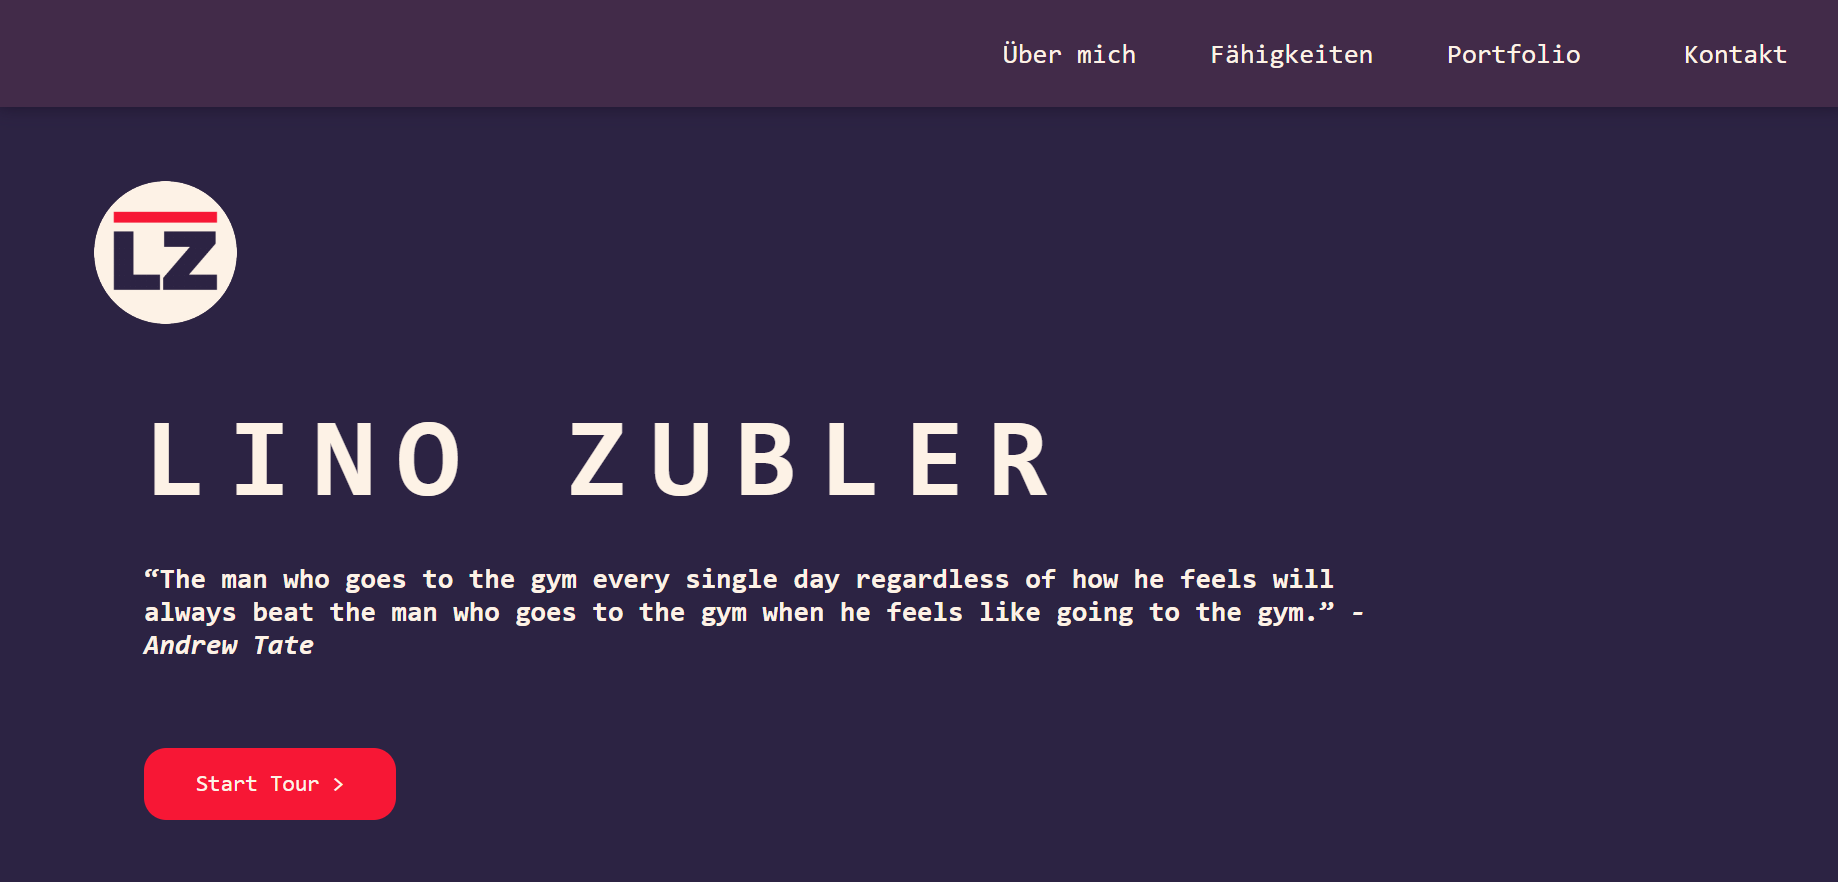 Über mich Fähigkeiten Portfolio Kontakt
LZ
LINO ZUBLER
“The man who goes to the gym every single day regardless of how he feels will
always beat the man who goes to the gym when he feels like going to the gym.” -
Andrew Tate
Start Tour >